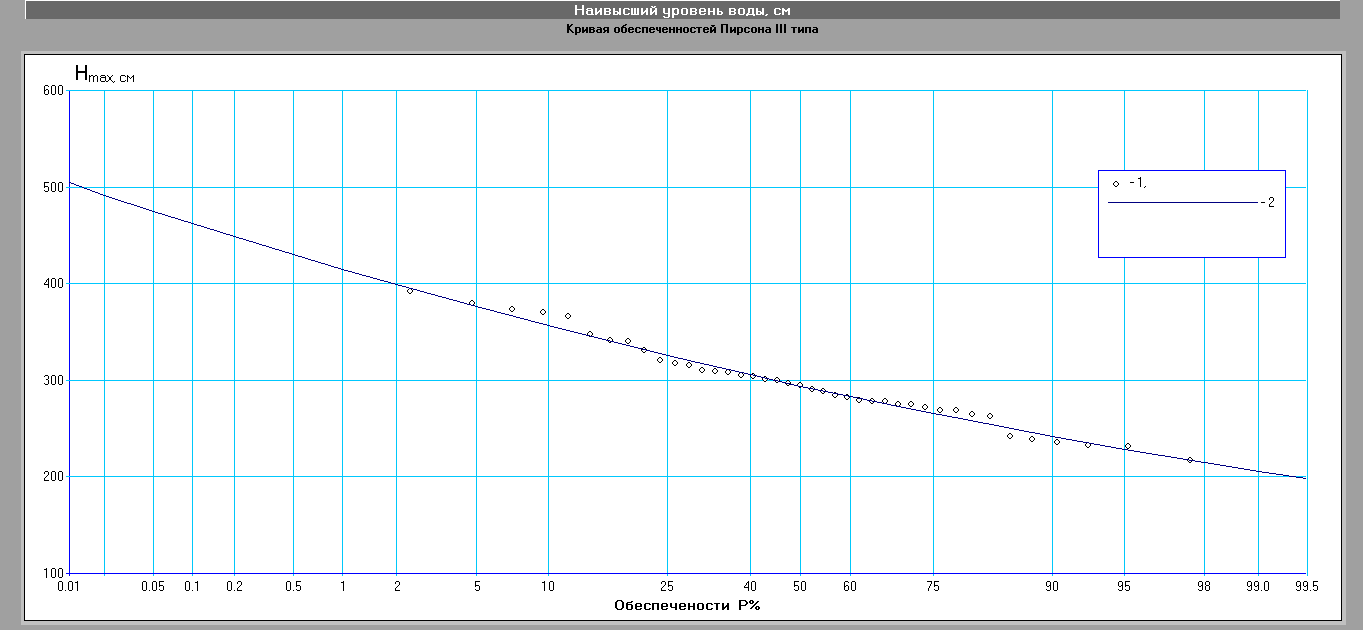 Наивысший уровень воды, см
Кривая обеспеченностей Пирсона III типа
Hmax, см
600
500
400
300
200
100
-1,
-2
0.01 0.05 0.1 0.2 0.5 1 2 5 10 25 40 50 60 75 90 95 98 99.0 99.5
Обеспечености P%